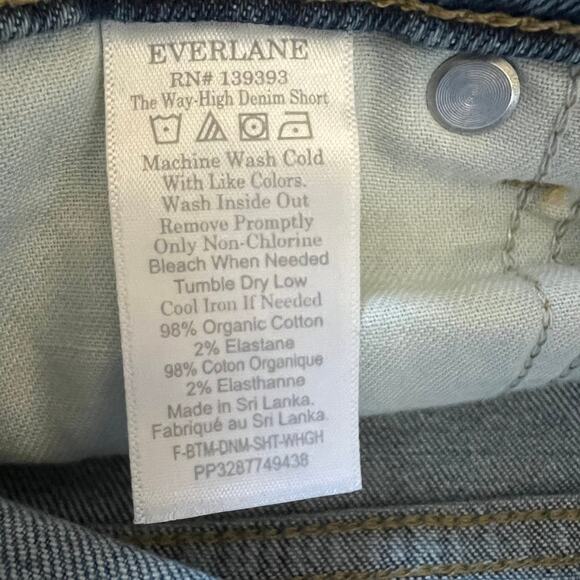 EVERLANE
RN# 139393
The Way-High Denim Short
Machine Wash Cold
With Like Colors.
Wash Inside Out
Remove Promptly
Only Non-Chlorine
Bleach When Needed
Tumble Dry Low
Cool Iron If Needed
98% Organic Cotton
2% Elastane
98% Coton Organique
2% Elasthanne
Made in Sri Lanka.
Fabriqué au Sri Lanka.
F-BTM-DNM-SHT-WHGH
PP3287749438